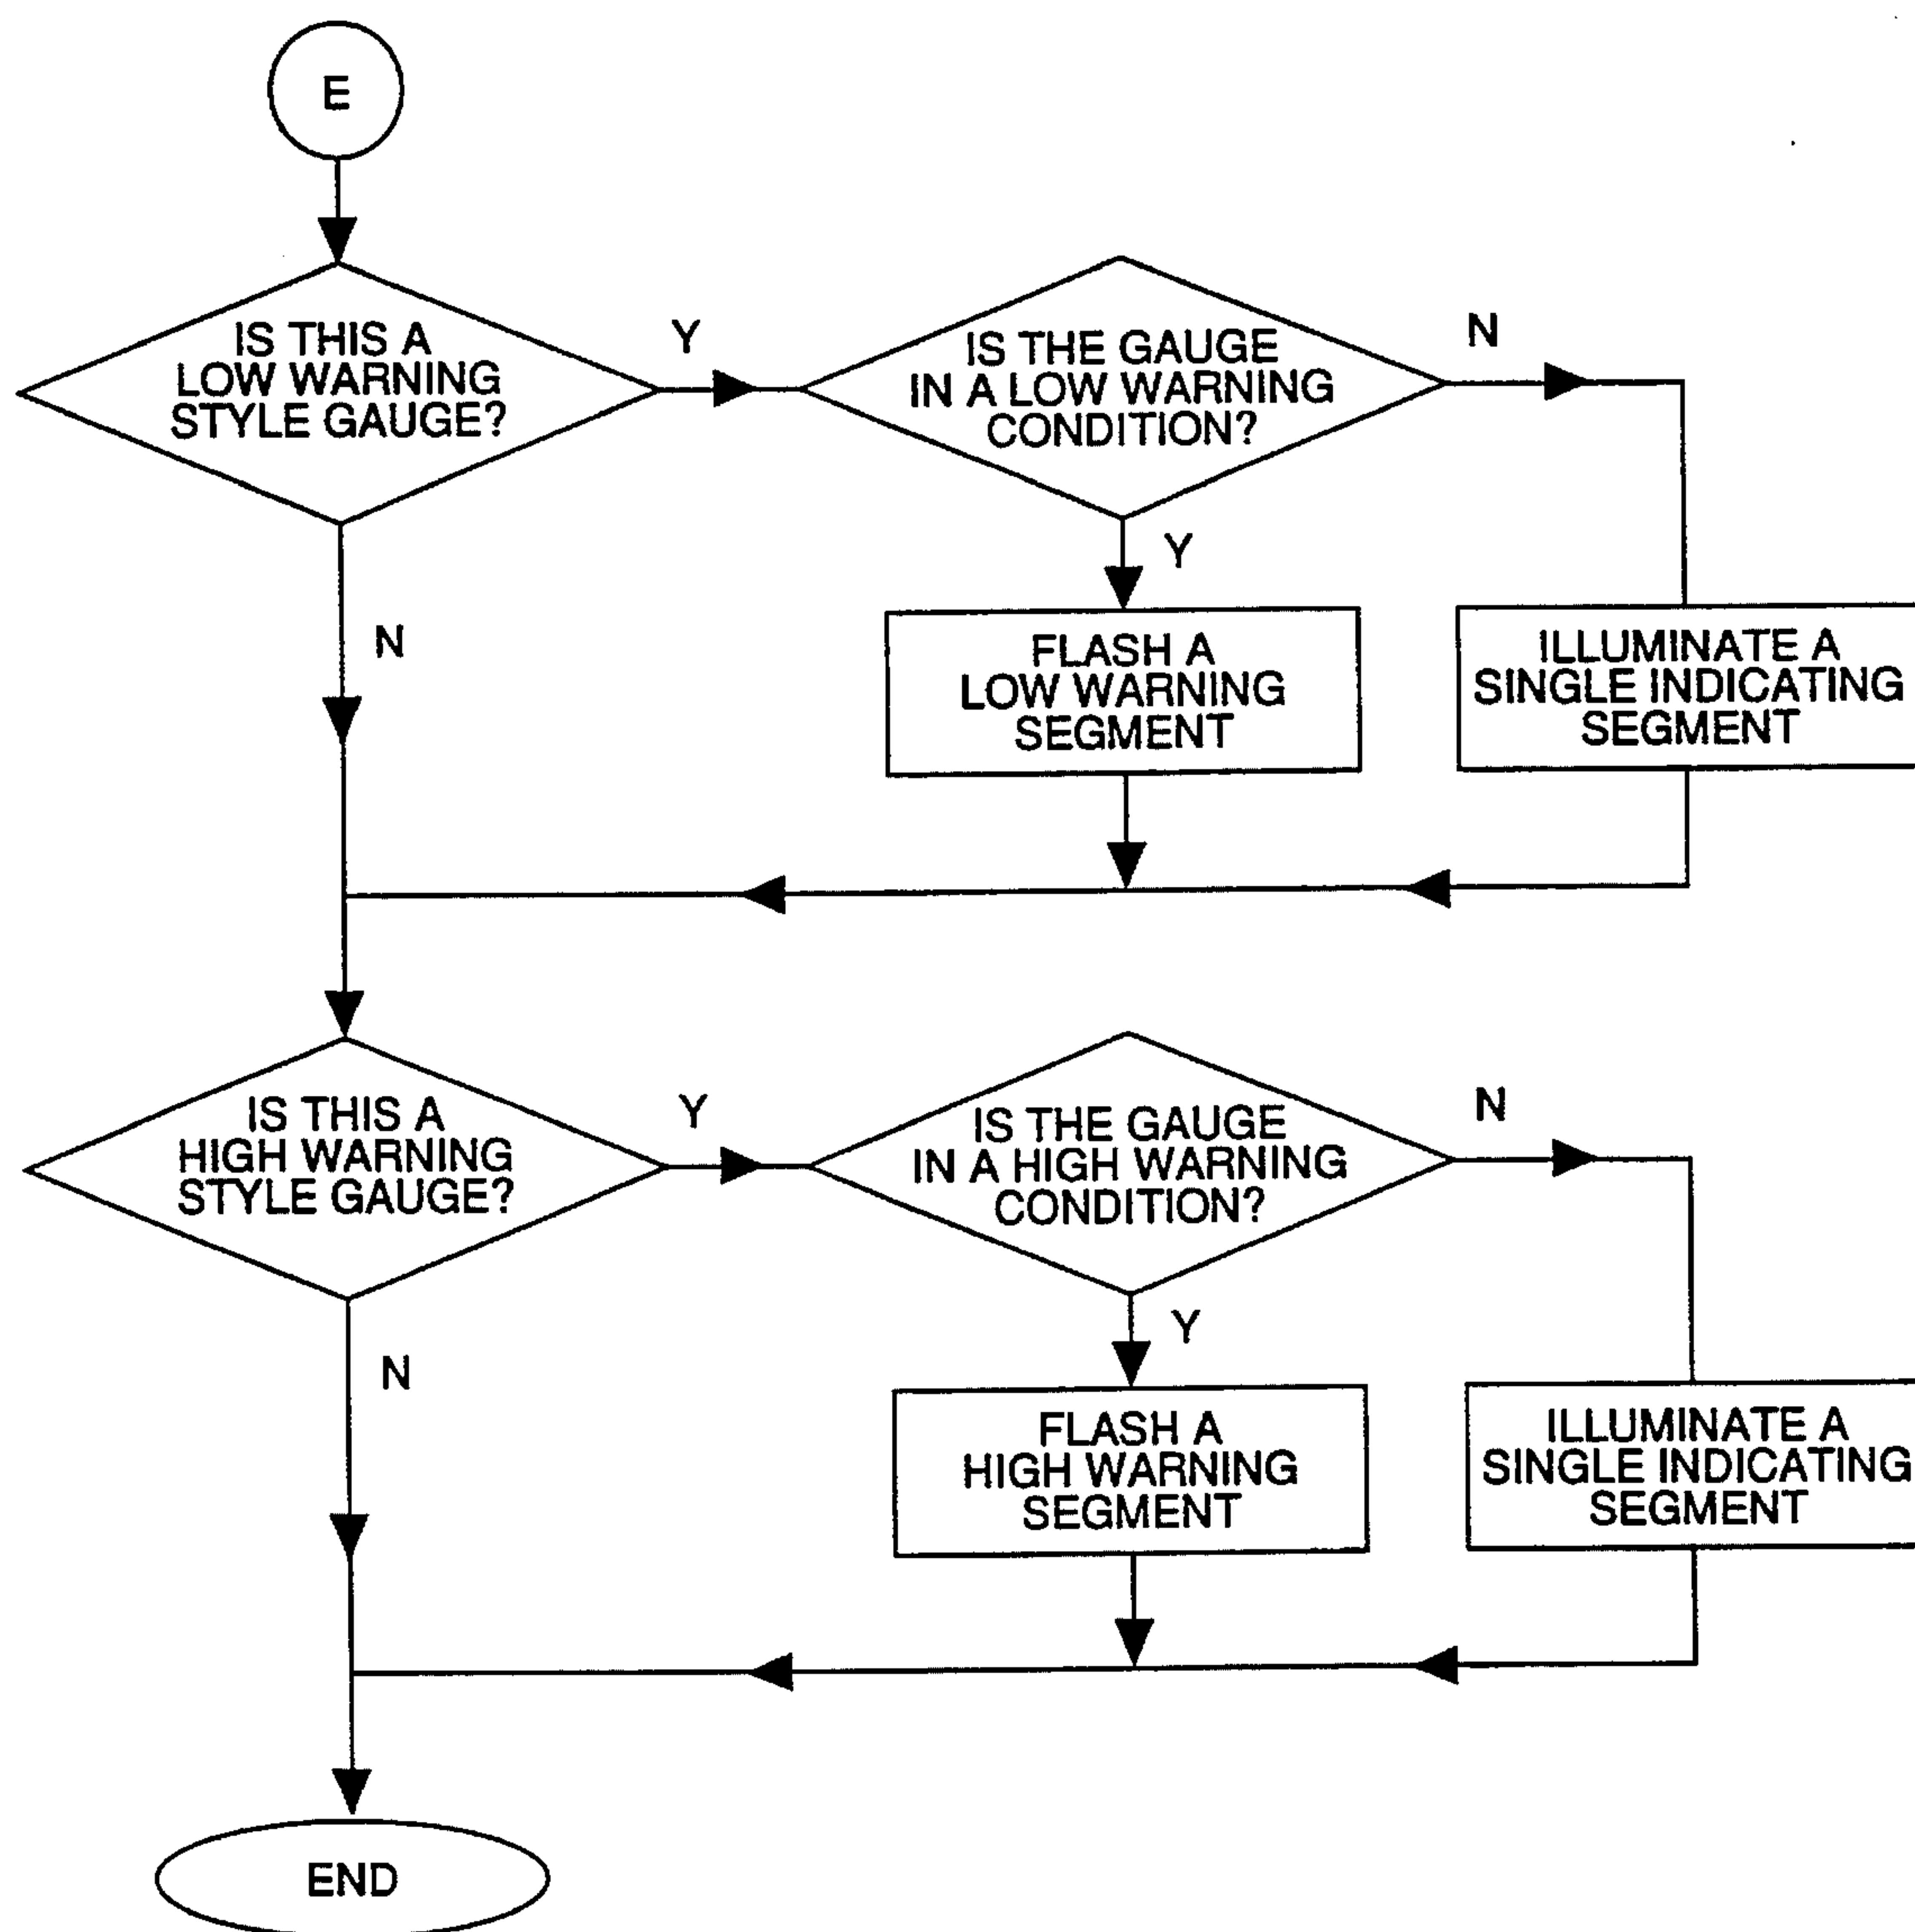 E
IS THIS A
LOW WARNING
STYLE GAUGE?
Y
IS THE GAUGE
IN A LOW WARNING
CONDITION?
N
Y
N
FLASH A
LOW WARNING
SEGMENT
ILLUMINATE A
SINGLE INDICATING
SEGMENT
IS THIS A
HIGH WARNING
STYLE GAUGE?
Y
IS THE GAUGE
IN A HIGH WARNING
CONDITION?
N
Y
N
FLASH A
HIGH WARNING
SEGMENT
ILLUMINATE A
SINGLE INDICATING
SEGMENT
END